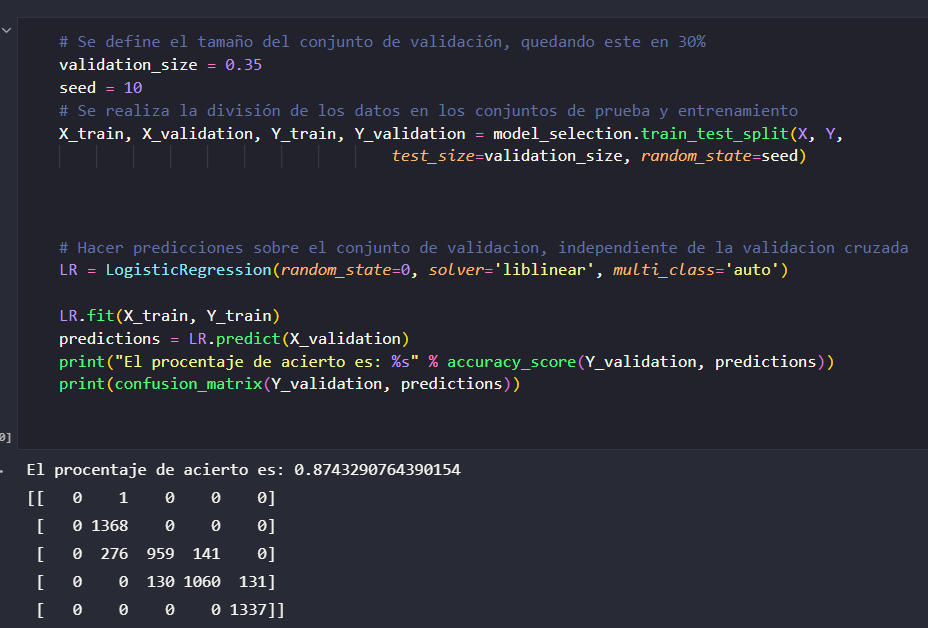 # Se define el tamaño del conjunto de validación, quedando este en 30%
validation_size = 0.35
seed = 10
# Se realiza la división de los datos en los conjuntos de prueba y entrenamiento
X_train, X_validation, Y_train, Y_validation = model_selection.train_test_split(X, Y,
test_size=validation_size, random_state=seed)
# Hacer predicciones sobre el conjunto de validacion, independiente de la validacion cruzada
LR = LogisticRegression(random_state=0, solver='liblinear', multi_class='auto')
LR.fit(X_train, Y_train)
predictions = LR.predict(X_validation)
print("El procentaje de acierto es: %s" % accuracy_score(Y_validation, predictions))
print(confusion_matrix(Y_validation, predictions))
0]
El procentaje de acierto es: 0.8743290764390154
[[   0    1    0    0    0]
 [   0 1368    0    0    0]
 [   0  276  959  141    0]
 [   0    0  130 1060  131]
 [   0    0    0    0 1337]]